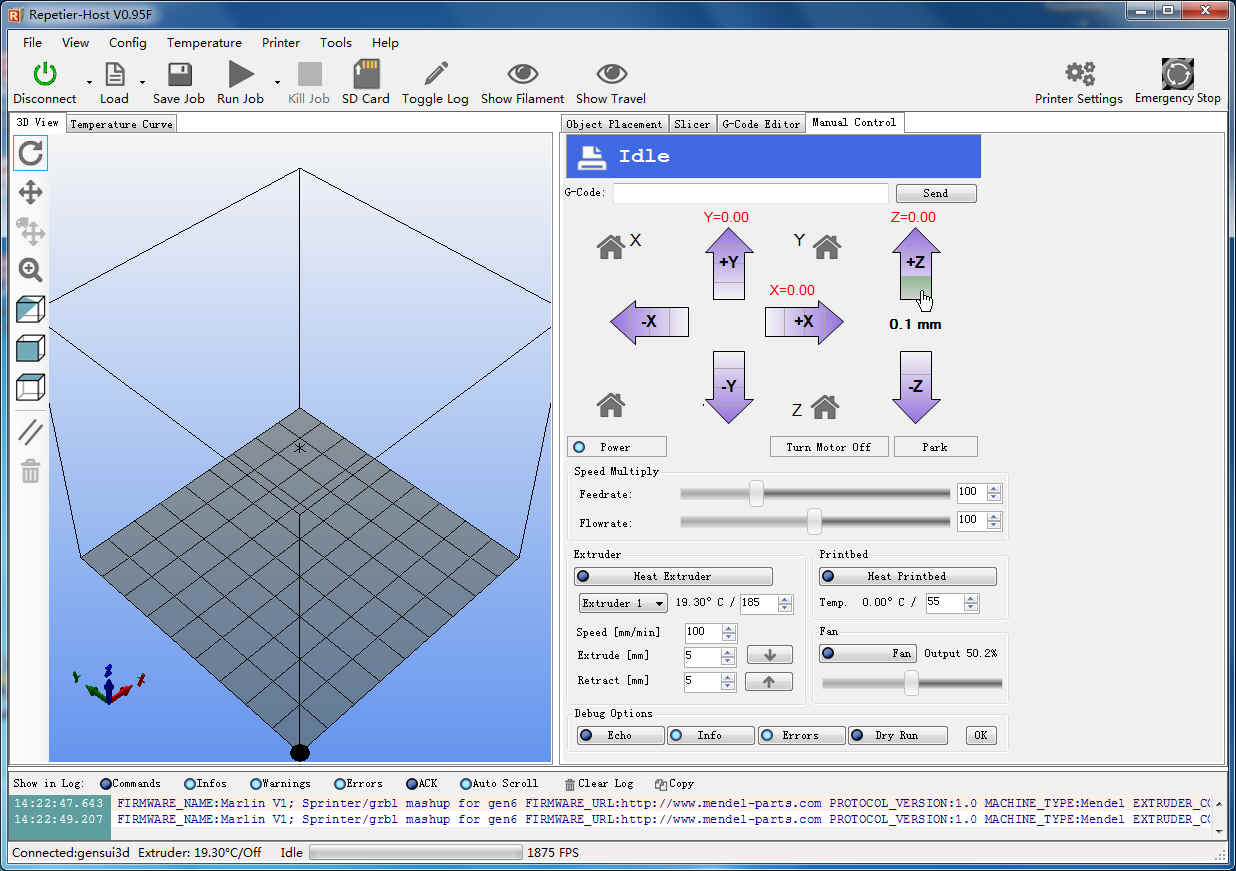 Repetier-Host V0.95F
File View Config Temperature Printer Tools Help
Disconnect Load Save Job Run Job Kill Job SD Card Toggle Log Show Filament Show Travel Printer Settings Emergency Stop
3D View Temperature Curve
Object Placement Slicer G-Code Editor Manual Control
Idle
G-Code: Send
Y=0.00 Z=0.00
X Y
+Y +Z
X=0.00
-X +X 0.1 mm
-Y -Z
Z
Power Turn Motor Off Park
Speed Multiply
Feedrate: 100
Flowrate: 100
Extruder Printbed
Heat Extruder Heat Printbed
Extruder 1 19.30° C / 185 Temp. 0.00° C / 55
Speed [mm/min] 100 Fan
Extrude [mm] 5 Fan Output 50.2%
Retract [mm] 5
Debug Options
Echo Info Errors Dry Run OK
Show in Log: Commands Infos Warnings Errors ACK Auto Scroll Clear Log Copy
14:22:47.643 FIRMWARE_NAME:Marlin V1; Sprinter/grbl mashup for gen6 FIRMWARE_URL:http://www.mendel-parts.com PROTOCOL_VERSION:1.0 MACHINE_TYPE:Mendel EXTRUDER_CO
14:22:49.207 FIRMWARE_NAME:Marlin V1; Sprinter/grbl mashup for gen6 FIRMWARE_URL:http://www.mendel-parts.com PROTOCOL_VERSION:1.0 MACHINE_TYPE:Mendel EXTRUDER_CO
Connected:gensui3d Extruder: 19.30°C/Off Idle 1875 FPS